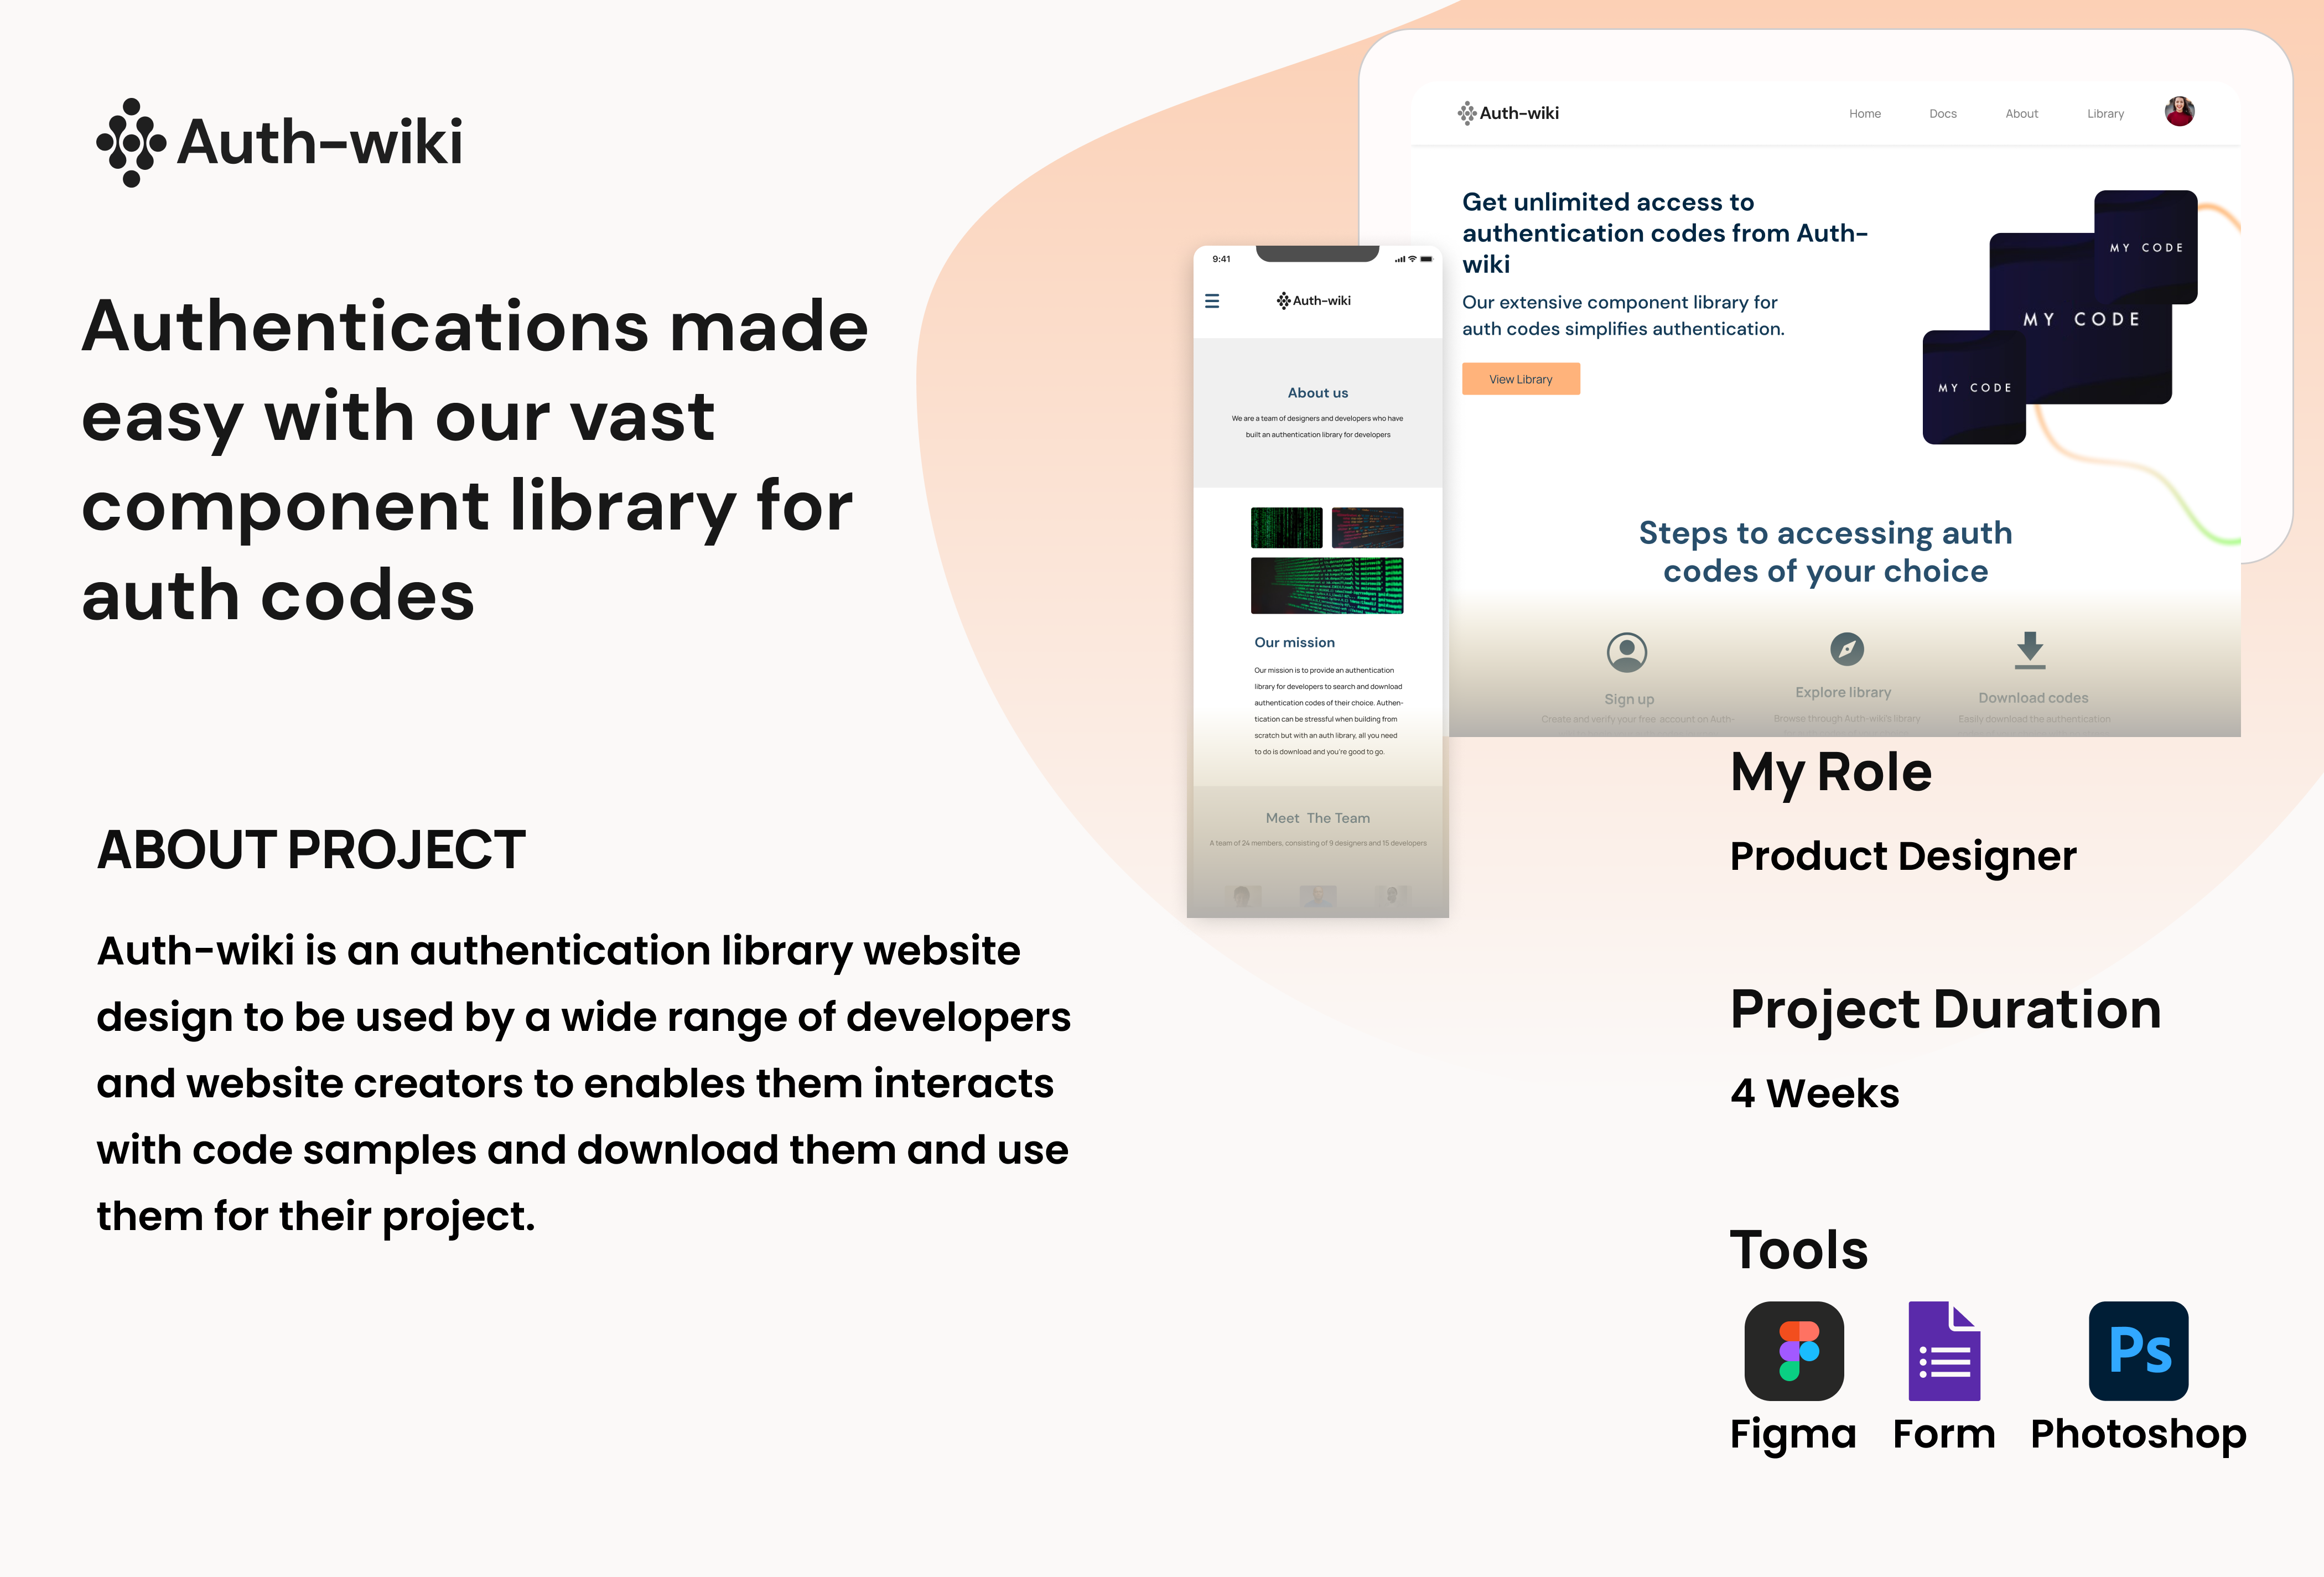 Auth-wiki
Authentications made
easy with our vast
component library for
auth codes
ABOUT PROJECT
Auth-wiki is an authentication library website
design to be used by a wide range of developers
and website creators to enables them interacts
with code samples and download them and use
them for their project.
9:41
Auth-wiki
About us
We are a team of designers and developers who have
built an authentication library for developers
Our mission
Our mission is to provide an authentication
library for developers to search and download
authentication codes of their choice. Authen-
tication can be stressful when building from
scratch but with an auth library, all you need
to do is download and you're good to go.
Meet The Team
A team of 24 members, consisting of 9 designers and 15 developers
Auth-wiki
Home Docs About Library
Get unlimited access to
authentication codes from Auth-
wiki
Our extensive component library for
auth codes simplifies authentication.
View Library
MY CODE
MY CODE
MY CODE
Steps to accessing auth
codes of your choice
Sign up
Create and verify your free account on Auth-
Explore library
Browse through Auth-wiki's library
Download codes
Easily download the authentication
My Role
Product Designer
Project Duration
4 Weeks
Tools
Ps
Figma Form Photoshop